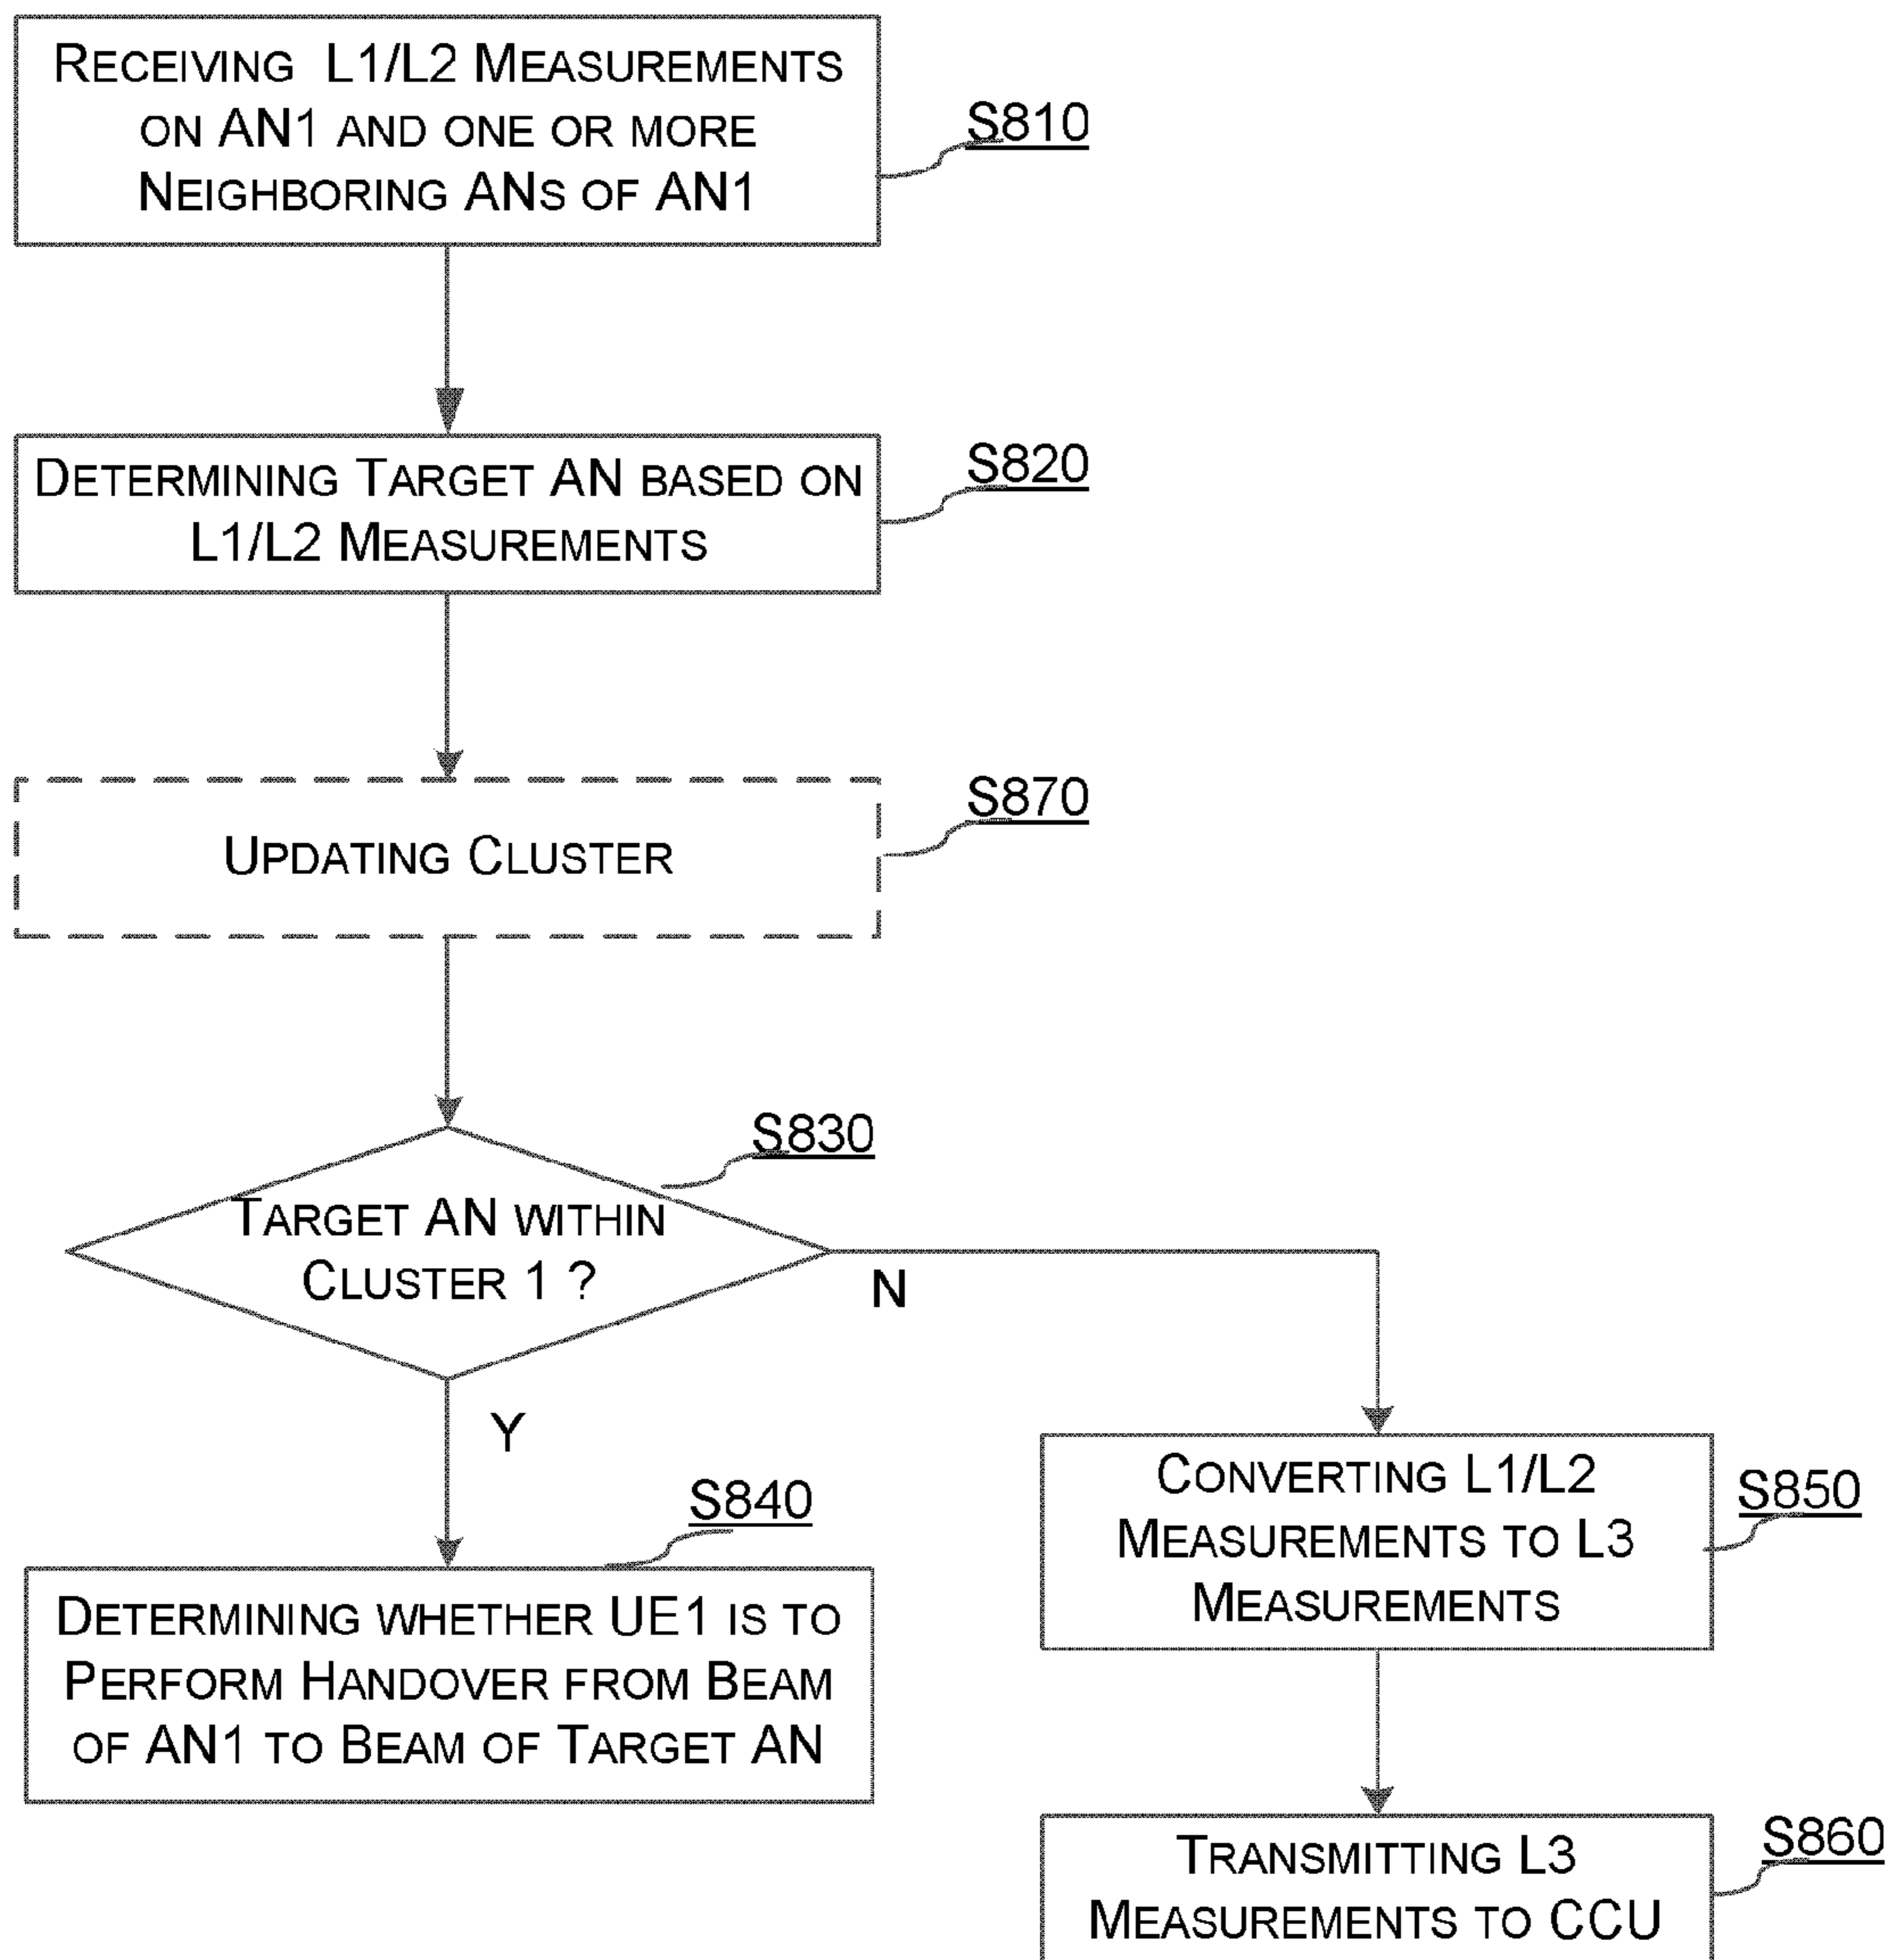 RECEIVING L1/L2 MEASUREMENTS
ON AN1 AND ONE OR MORE
NEIGHBORING ANS OF AN1
S810
DETERMINING TARGET AN BASED ON
L1/L2 MEASUREMENTS
S820
UPDATING CLUSTER
S870
TARGET AN WITHIN
CLUSTER 1 ?
S830
N
Y
DETERMINING WHETHER UE1 IS TO
PERFORM HANDOVER FROM BEAM
OF AN1 TO BEAM OF TARGET AN
S840
CONVERTING L1/L2
MEASUREMENTS TO L3
MEASUREMENTS
S850
TRANSMITTING L3
MEASUREMENTS TO CCU
S860